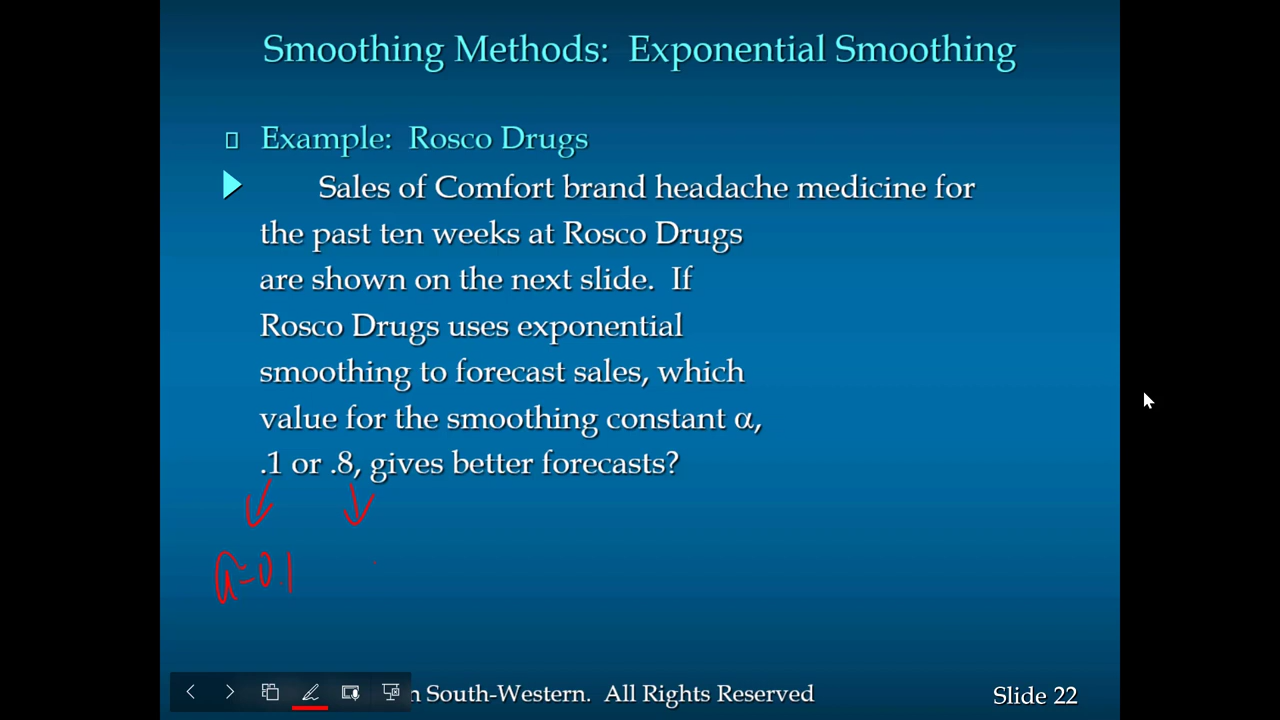 Smoothing Methods: Exponential Smoothing
Example: Rosco Drugs
Sales of Comfort brand headache medicine for
the past ten weeks at Rosco Drugs
are shown on the next slide. If
Rosco Drugs uses exponential
smoothing to forecast sales, which
value for the smoothing constant α,
.1 or .8, gives better forecasts?
a=0.1
South-Western. All Rights Reserved
Slide 22